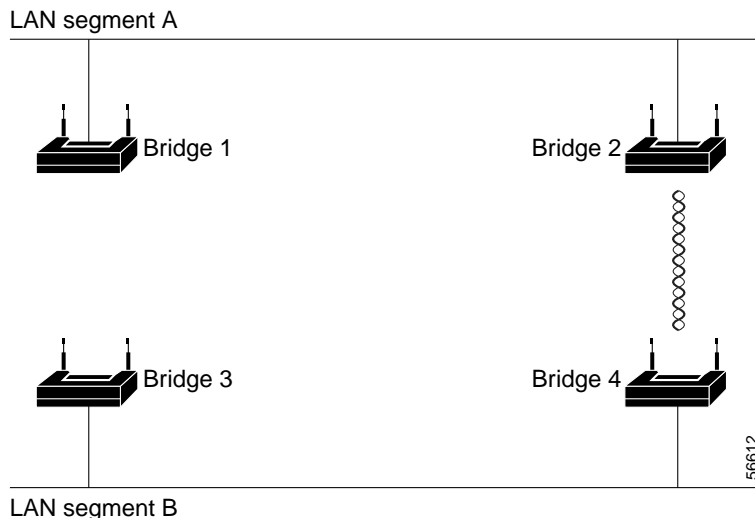 LAN segment A
Bridge 1
Bridge 2
Bridge 3
Bridge 4
56612
LAN segment B